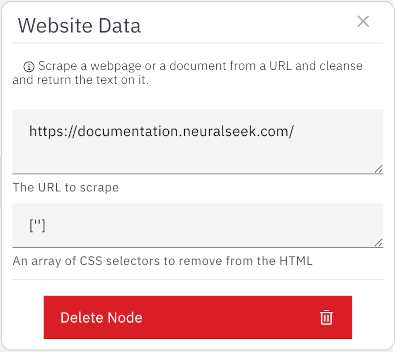 Website Data
Scrape a webpage or a document from a URL and cleanse
and return the text on it.
https://documentation.neuralseek.com/
The URL to scrape
['']
An array of CSS selectors to remove from the HTML
Delete Node